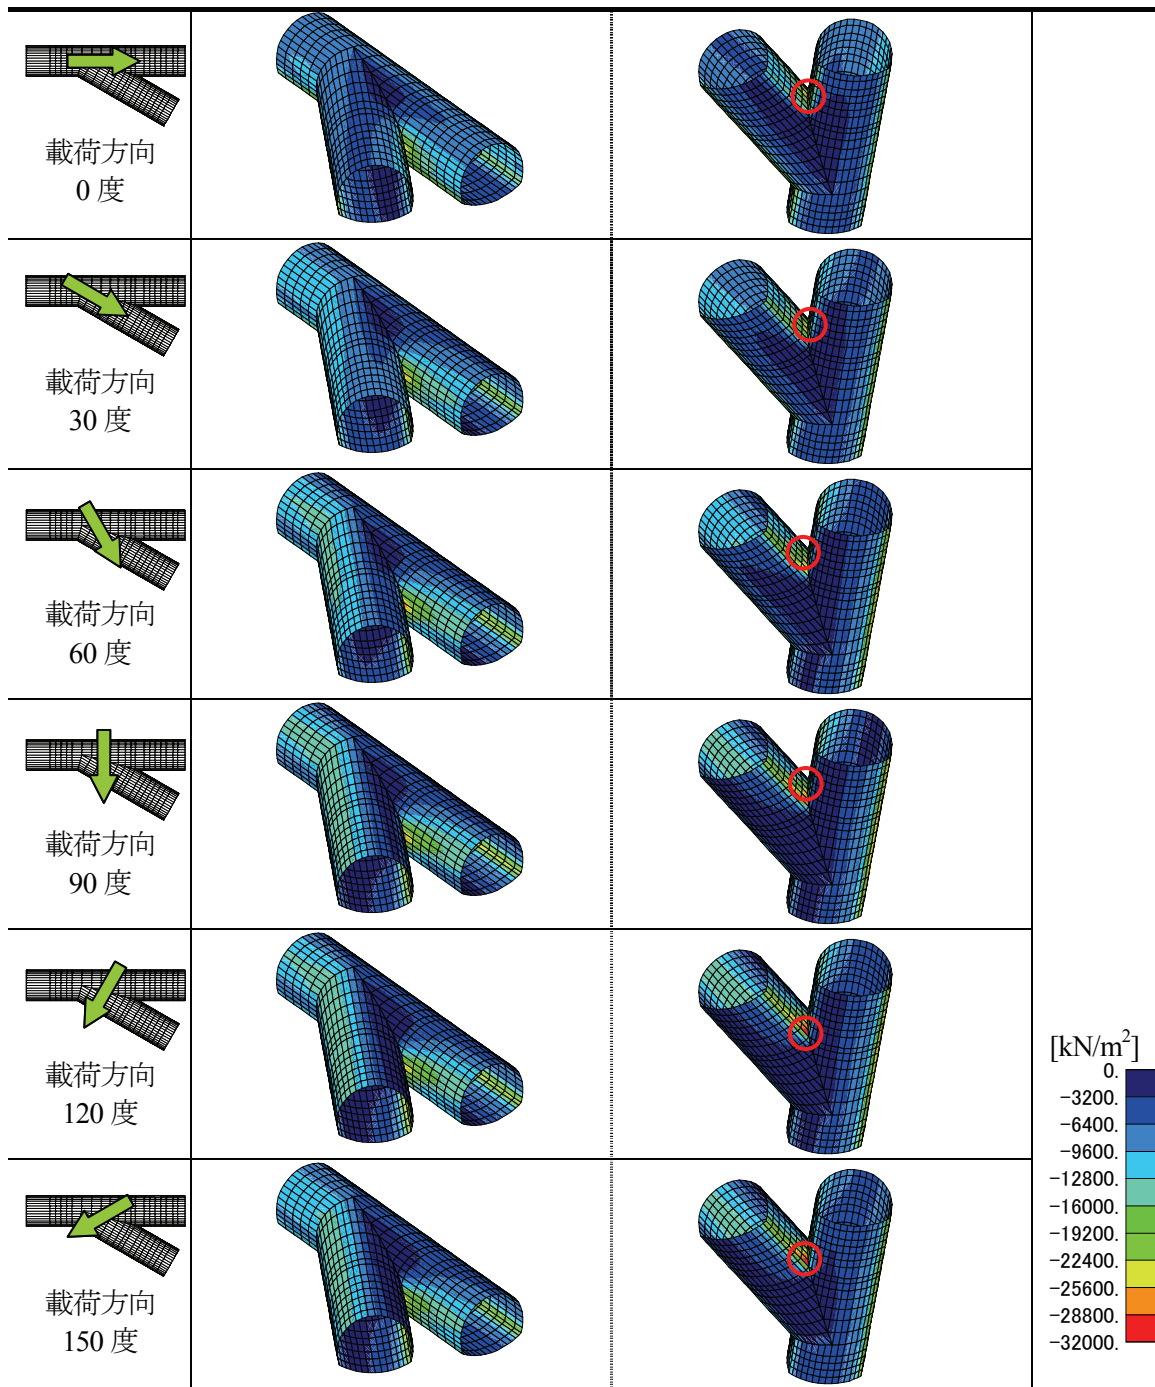 載荷方向
0 度
載荷方向
30 度
載荷方向
60 度
載荷方向
90 度
載荷方向
120 度
載荷方向
150 度
[kN/m²]
0.
−3200.
−6400.
−9600.
−12800.
−16000.
−19200.
−22400.
−25600.
−28800.
−32000.